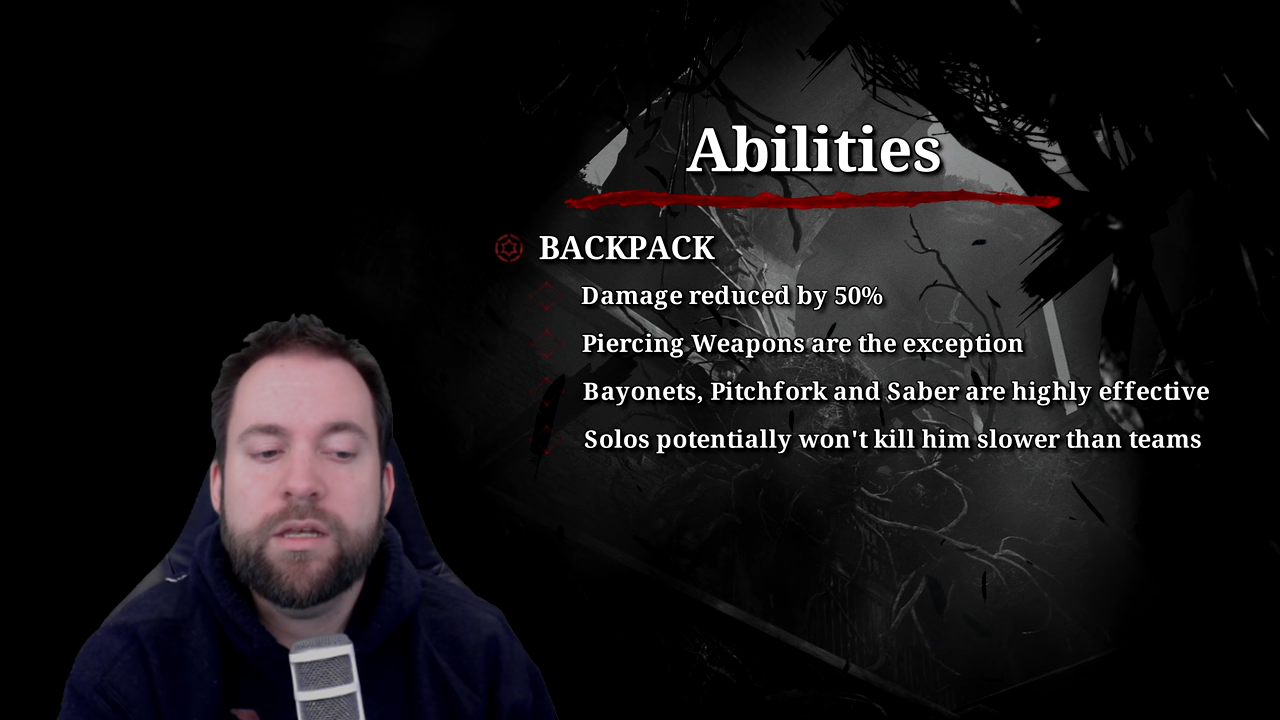 Abilities
BACKPACK
Damage reduced by 50%
Piercing Weapons are the exception
Bayonets, Pitchfork and Saber are highly effective
Solos potentially won't kill him slower than teams